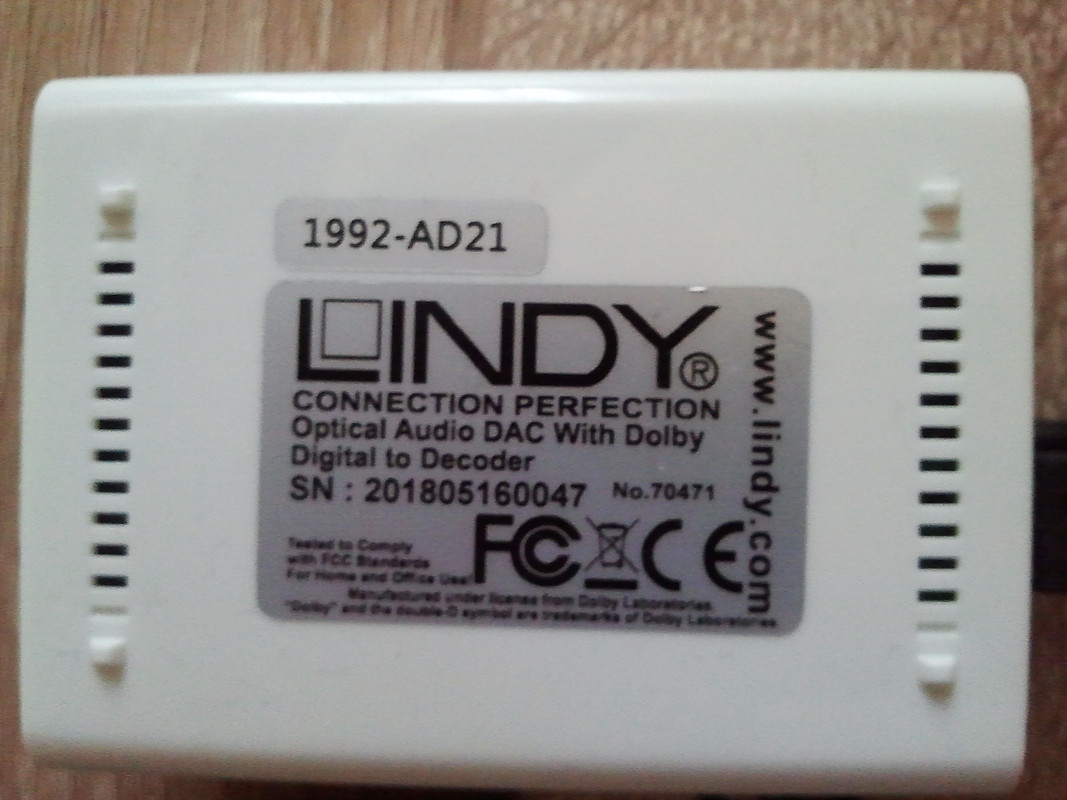 1992-AD21
LINDY®
CONNECTION PERFECTION
Optical Audio DAC With Dolby
Digital to Decoder
SN : 201805160047 No.70471
Tested to Comply
with FCC Standards
For Home and Office Use!
FC CE
Manufactured under license from Dolby Laboratories.
"Dolby" and the double-D symbol are trademarks of Dolby Laboratories.
www.lindy.com